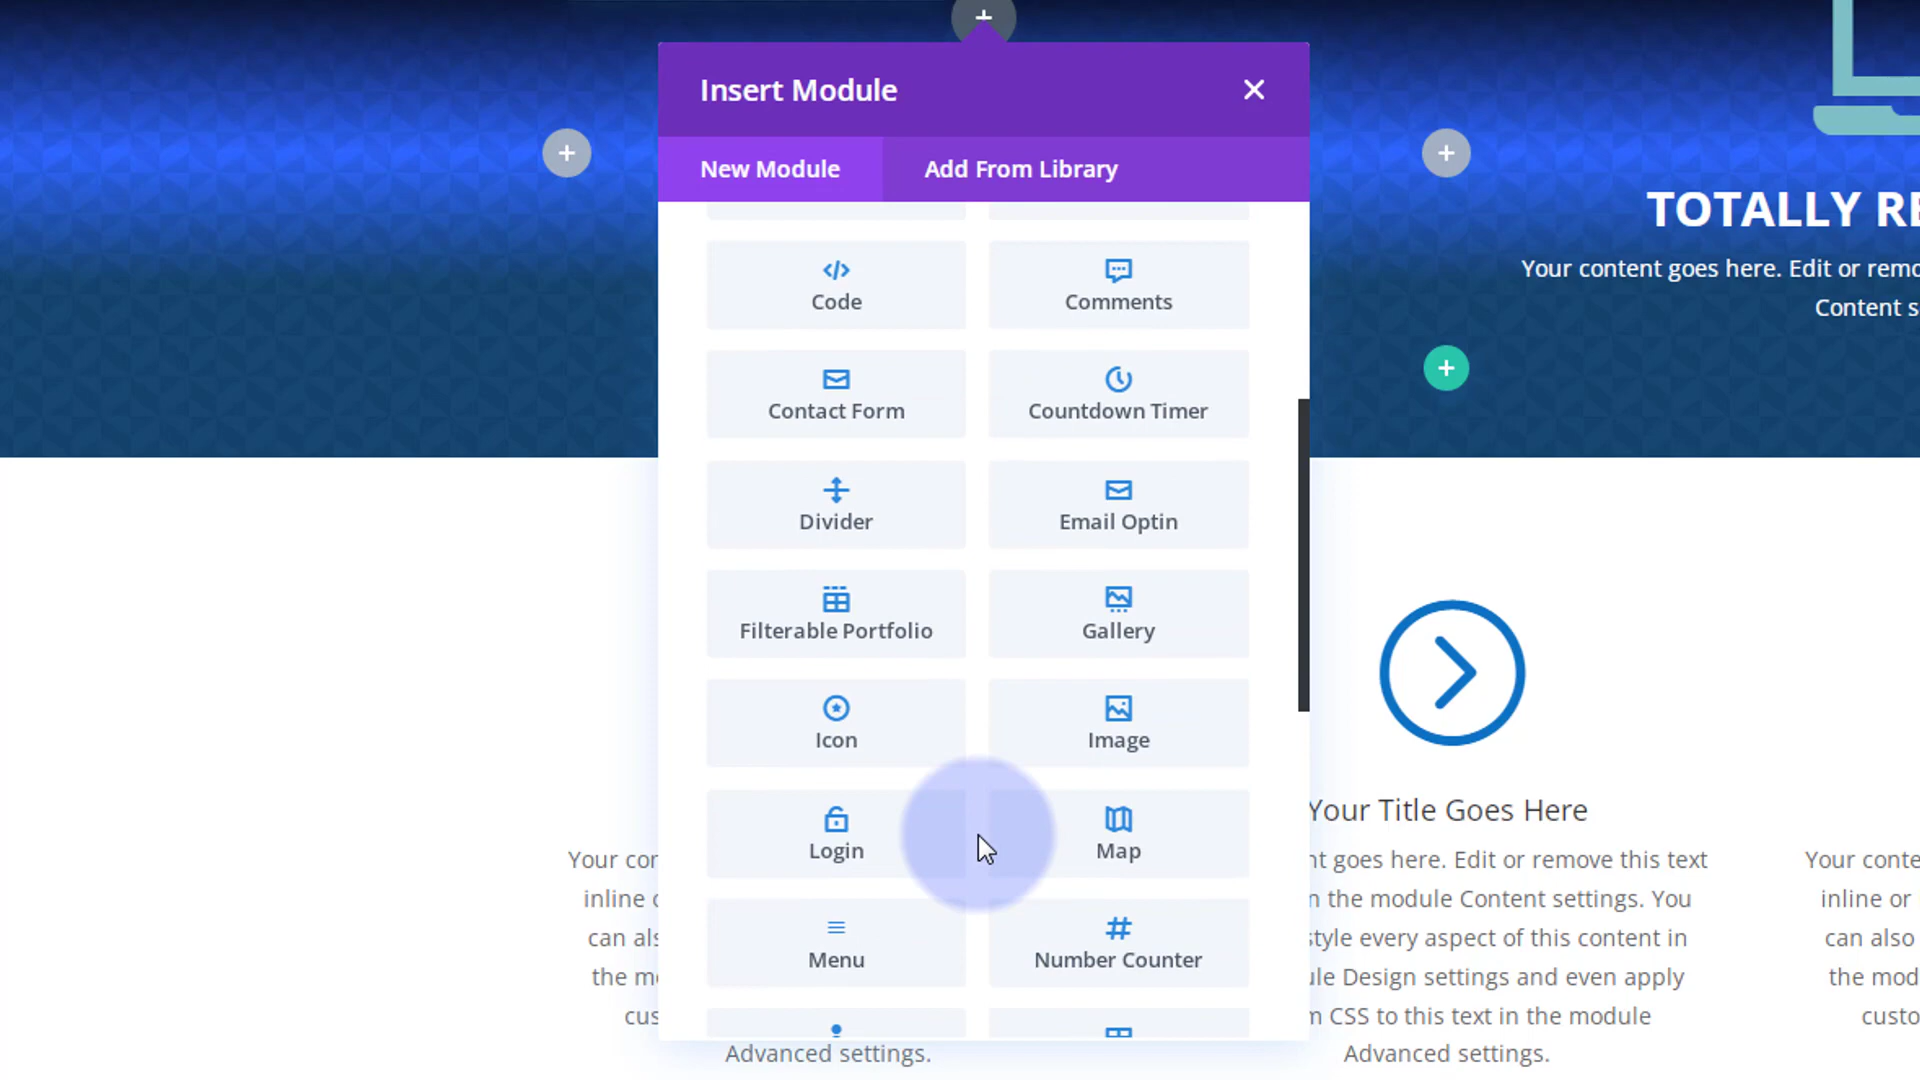 Insert Module
New Module
Add From Library
TOTALLY RE
Your content goes here. Edit or remo
Content s
Code
Comments
Contact Form
Countdown Timer
Divider
Email Optin
Filterable Portfolio
Gallery
Icon
Image
Login
Map
Menu
Number Counter
Your Title Goes Here
Your con
nt goes here. Edit or remove this text
Your conte
inline o
n the module Content settings. You
inline or
can als
style every aspect of this content in
can also
the mo
ule Design settings and even apply
the mod
cus
m CSS to this text in the module
custo
Advanced settings.
Advanced settings.